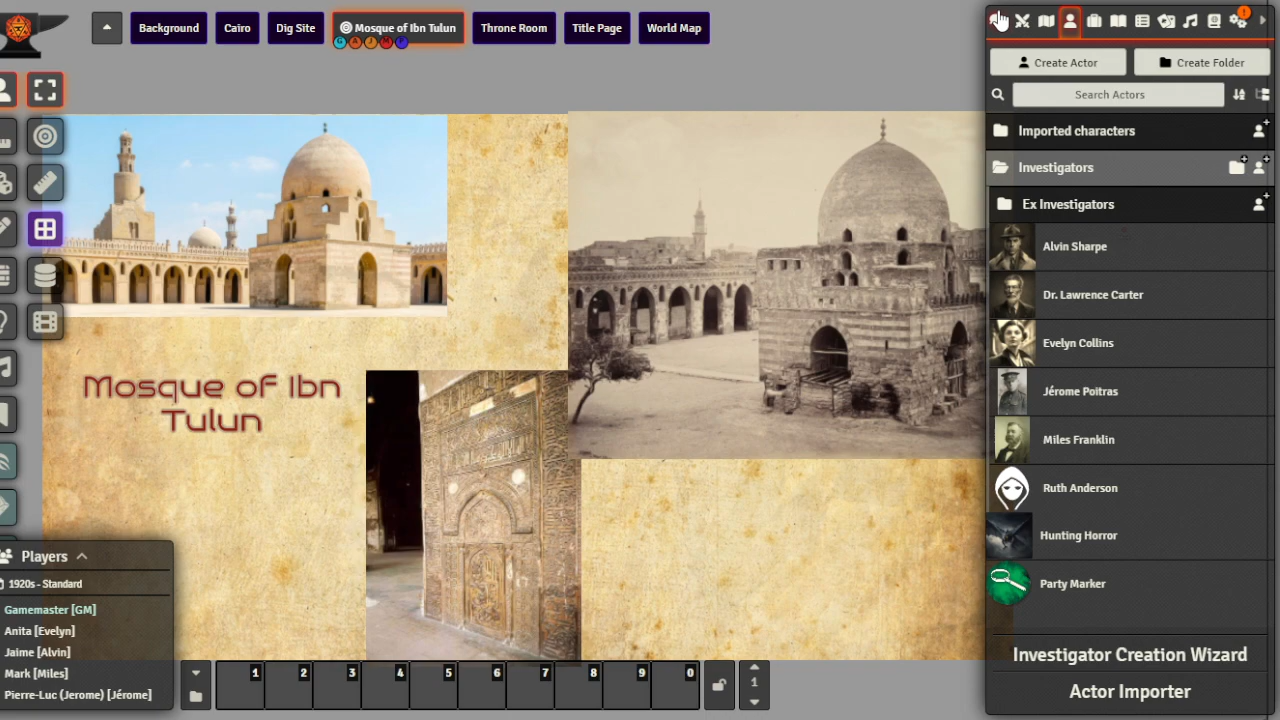 Background
Cairo
Dig Site
Mosque of Ibn Tulun
Throne Room
Title Page
World Map
G
A
J
M
P
Create Actor
Create Folder
Search Actors
Imported characters
Investigators
Ex Investigators
Alvin Sharpe
Dr. Lawrence Carter
Evelyn Collins
Jérome Poitras
Miles Franklin
Ruth Anderson
Hunting Horror
Party Marker
Investigator Creation Wizard
Actor Importer
Mosque of Ibn
Tulun
Players
1920s - Standard
Gamemaster [GM]
Anita [Evelyn]
Jaime [Alvin]
Mark [Miles]
Pierre-Luc (Jerome) [Jérome]
1 2 3 4 5 6 7 8 9 0
1